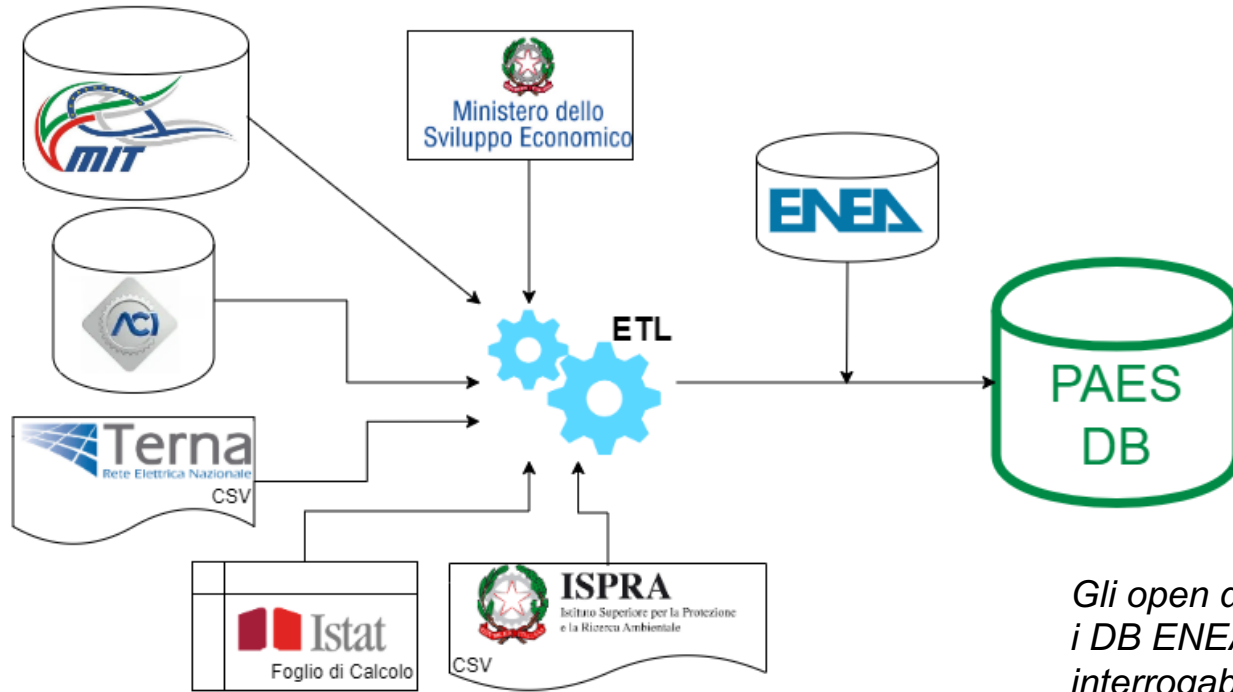 MIT
Ministero dello
Sviluppo Economico
ENEA
ACI
ETL
PAES
DB
Terna
Rete Elettrica Nazionale
CSV
Istat
Foglio di Calcolo
ISPRA
Istituto Superiore per la Protezione
e la Ricerca Ambientale
CSV
Gli open
i DB ENEA